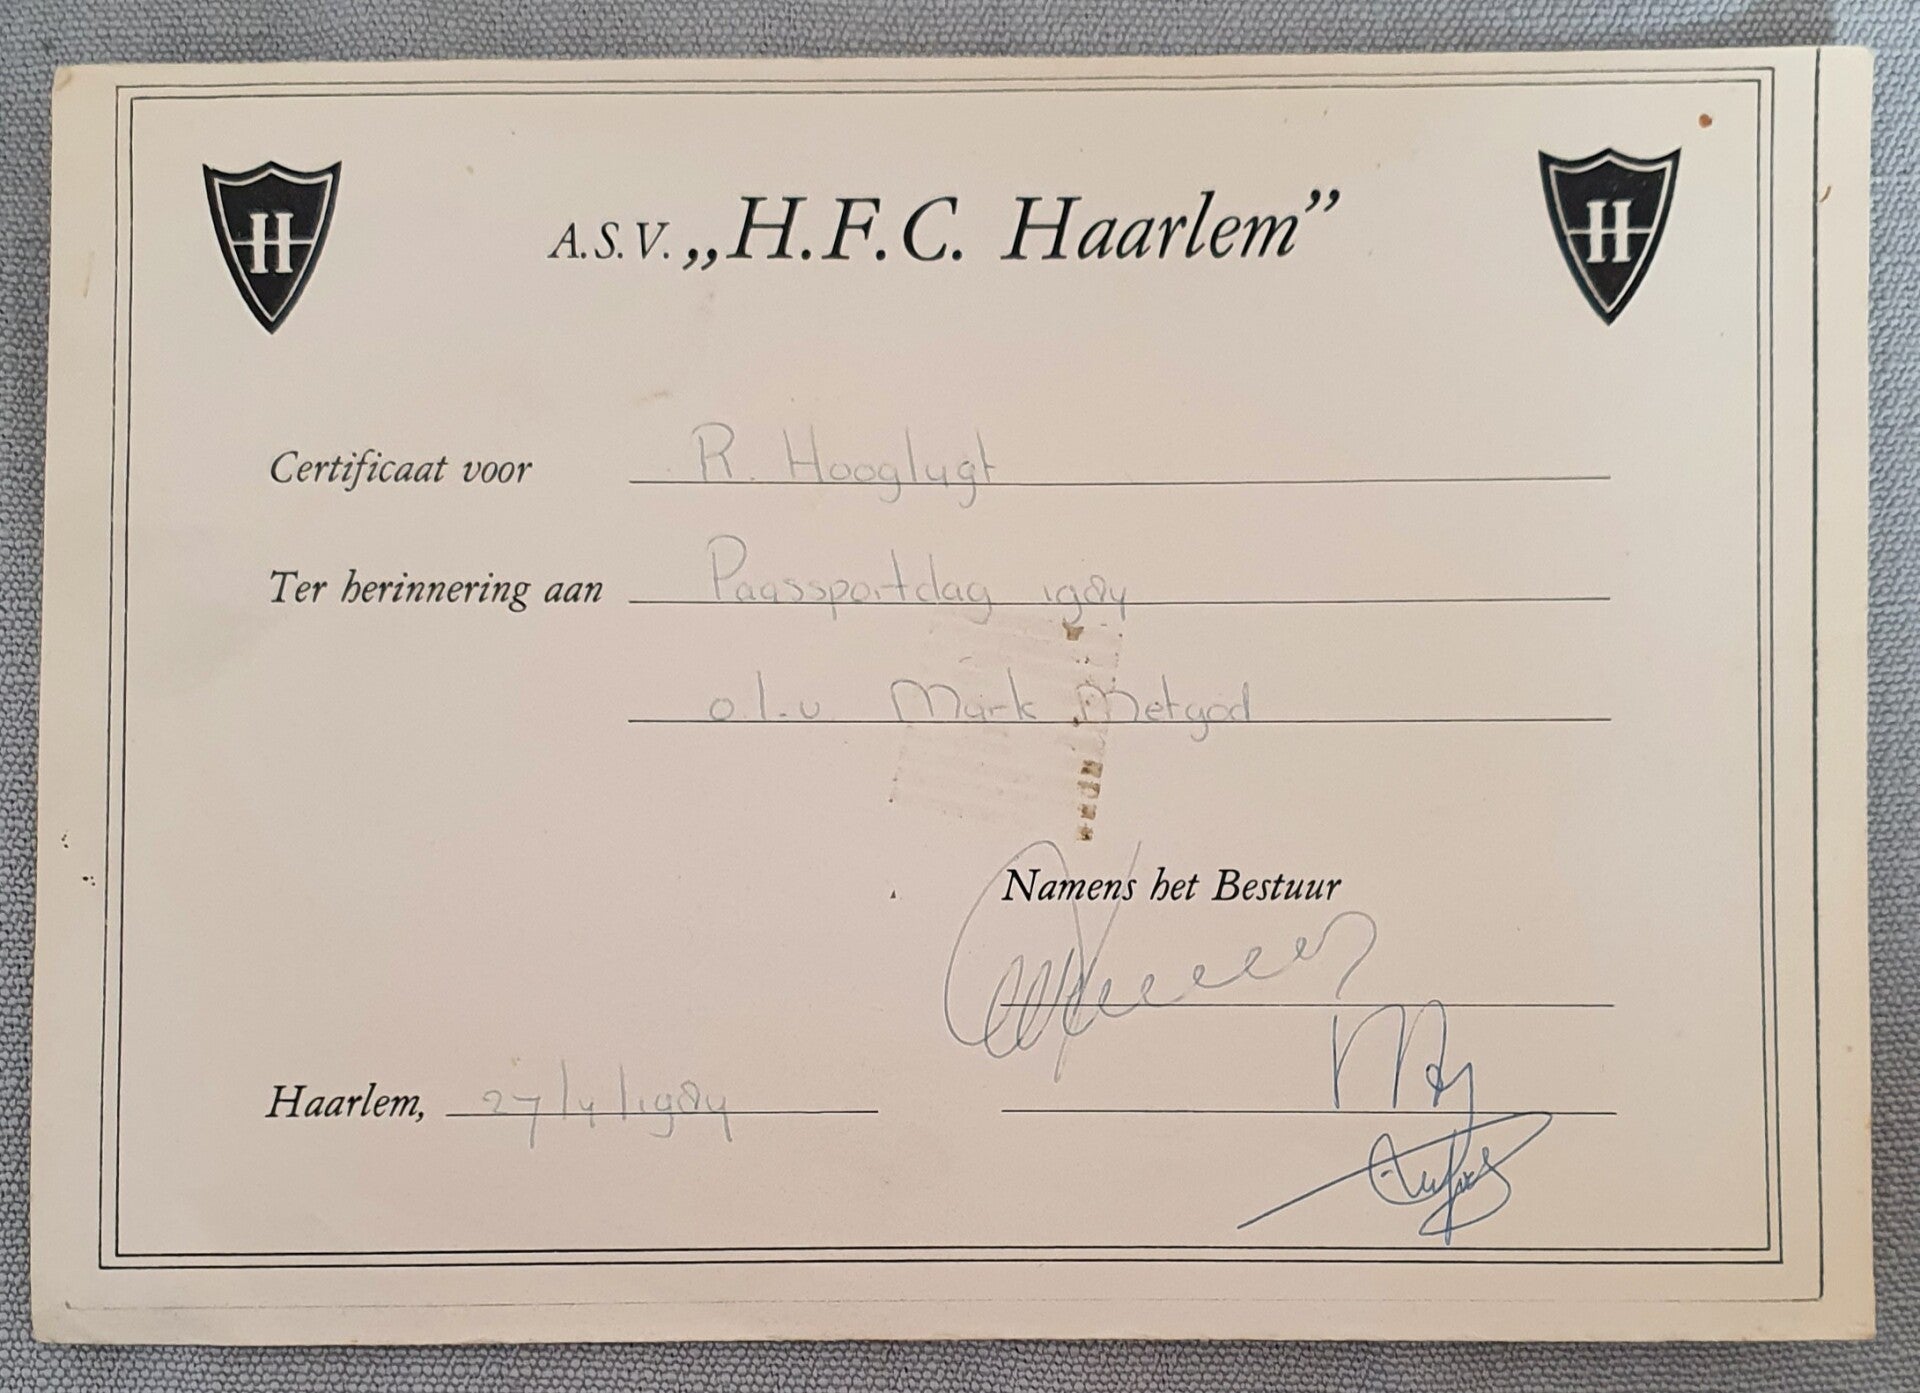 H H
A.S.V. „H.F.C. Haarlem”
Certificaat voor R. Hooglugt
Ter herinnering aan Paassportdag 1984
o.l.v Mark Metgod
Namens het Bestuur
Haarlem, 27/4/1984